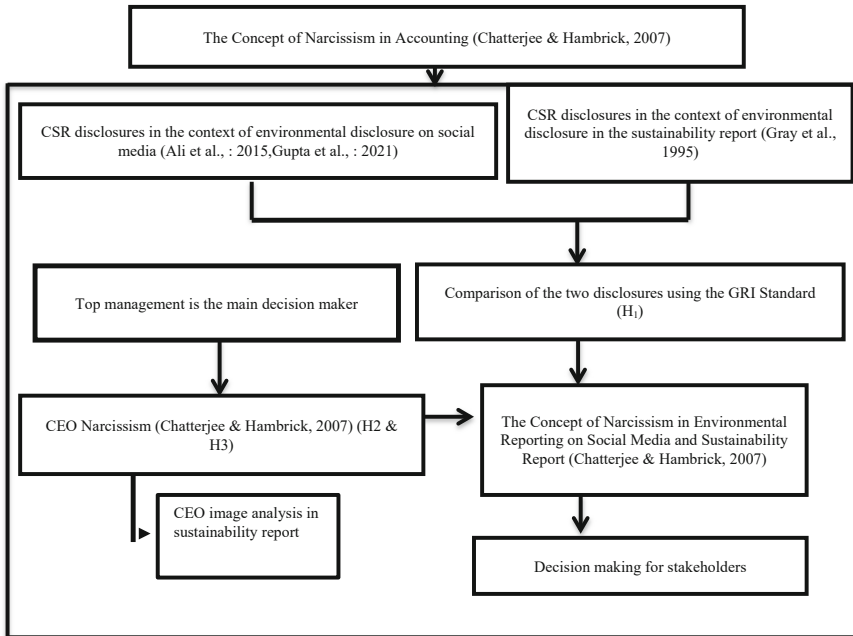 The Concept of Narcissism in Accounting (Chatterjee & Hambrick, 2007)
CSR disclosures in the context of environmental disclosure on social
media (Ali et al., : 2015,Gupta et al., : 2021)
CSR disclosures in the context of environmental
disclosure in the sustainability report (Gray et al.,
1995)
Top management is the main decision maker
Comparison of the two disclosures using the GRI Standard
(H₁)
CEO Narcissism (Chatterjee & Hambrick, 2007) (H2 &
H3)
The Concept of Narcissism in Environmental
Reporting on Social Media and Sustainability
Report (Chatterjee & Hambrick, 2007)
CEO image analysis in
sustainability report
Decision making for stakeholders